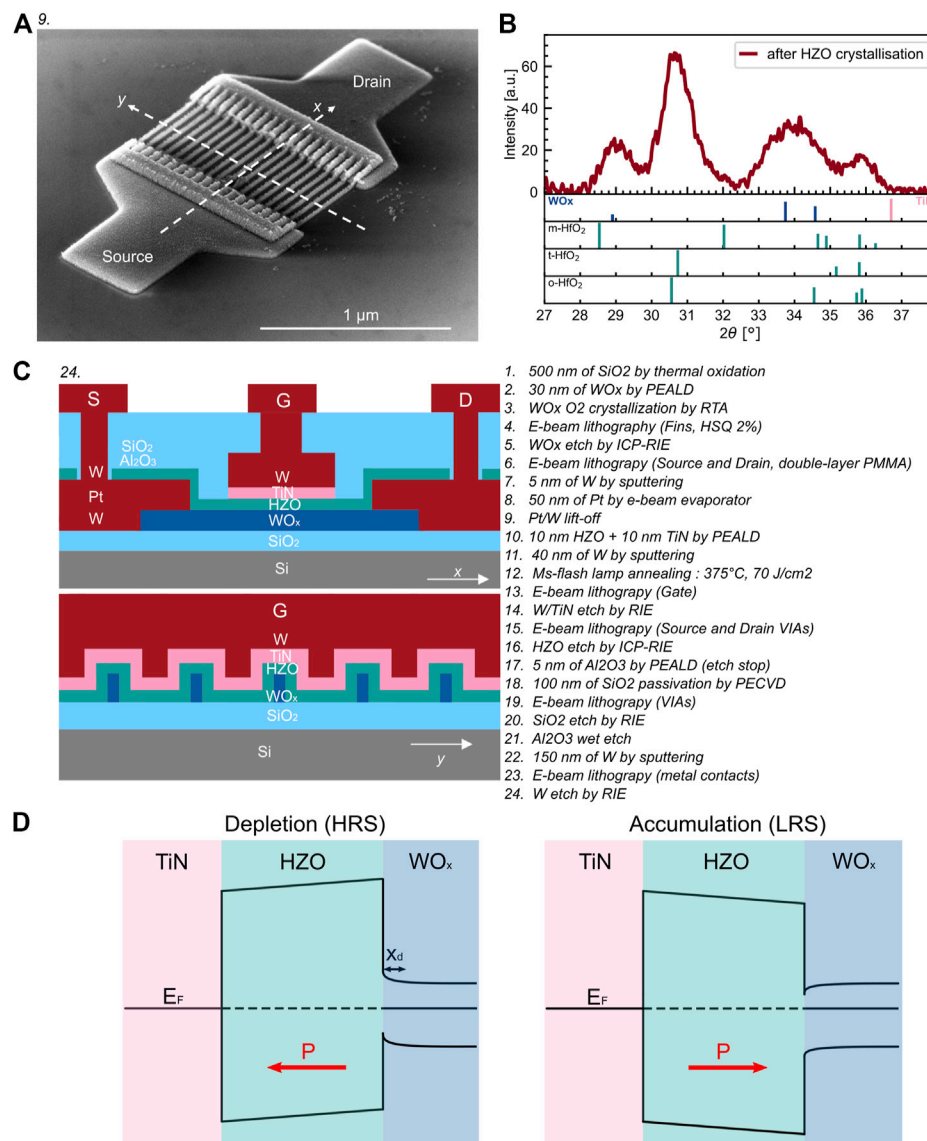 A
9.
Drain
x
y
Source
1 µm
B
after HZO crystallisation
Intensity [a.u.]
60
40
20
0
WOx
Ti
m-HfO₂
t-HfO₂
o-HfO₂
27 28 29 30 31 32 33 34 35 36 37
2θ [°]
C
24.
S
G
D
SiO₂
Al₂O₃
W
W
Pt
TiN
HZO
W
WOₓ
SiO₂
Si
x
G
W
TiN
HZO
WOₓ
SiO₂
Si
y
1. 500 nm of SiO2 by thermal oxidation
2. 30 nm of WOx by PEALD
3. WOx O2 crystallization by RTA
4. E-beam lithography (Fins, HSQ 2%)
5. WOx etch by ICP-RIE
6. E-beam lithograpy (Source and Drain, double-layer PMMA)
7. 5 nm of W by sputtering
8. 50 nm of Pt by e-beam evaporator
9. Pt/W lift-off
10. 10 nm HZO + 10 nm TiN by PEALD
11. 40 nm of W by sputtering
12. Ms-flash lamp annealing : 375°C, 70 J/cm2
13. E-beam lithograpy (Gate)
14. W/TiN etch by RIE
15. E-beam lithograpy (Source and Drain VIAs)
16. HZO etch by ICP-RIE
17. 5 nm of Al2O3 by PEALD (etch stop)
18. 100 nm of SiO2 passivation by PECVD
19. E-beam lithograpy (VIAs)
20. SiO2 etch by RIE
21. Al2O3 wet etch
22. 150 nm of W by sputtering
23. E-beam lithograpy (metal contacts)
24. W etch by RIE
D
Depletion (HRS)
TiN
HZO
WOₓ
X_d
E_F
P
Accumulation (LRS)
TiN
HZO
WOₓ
E_F
P